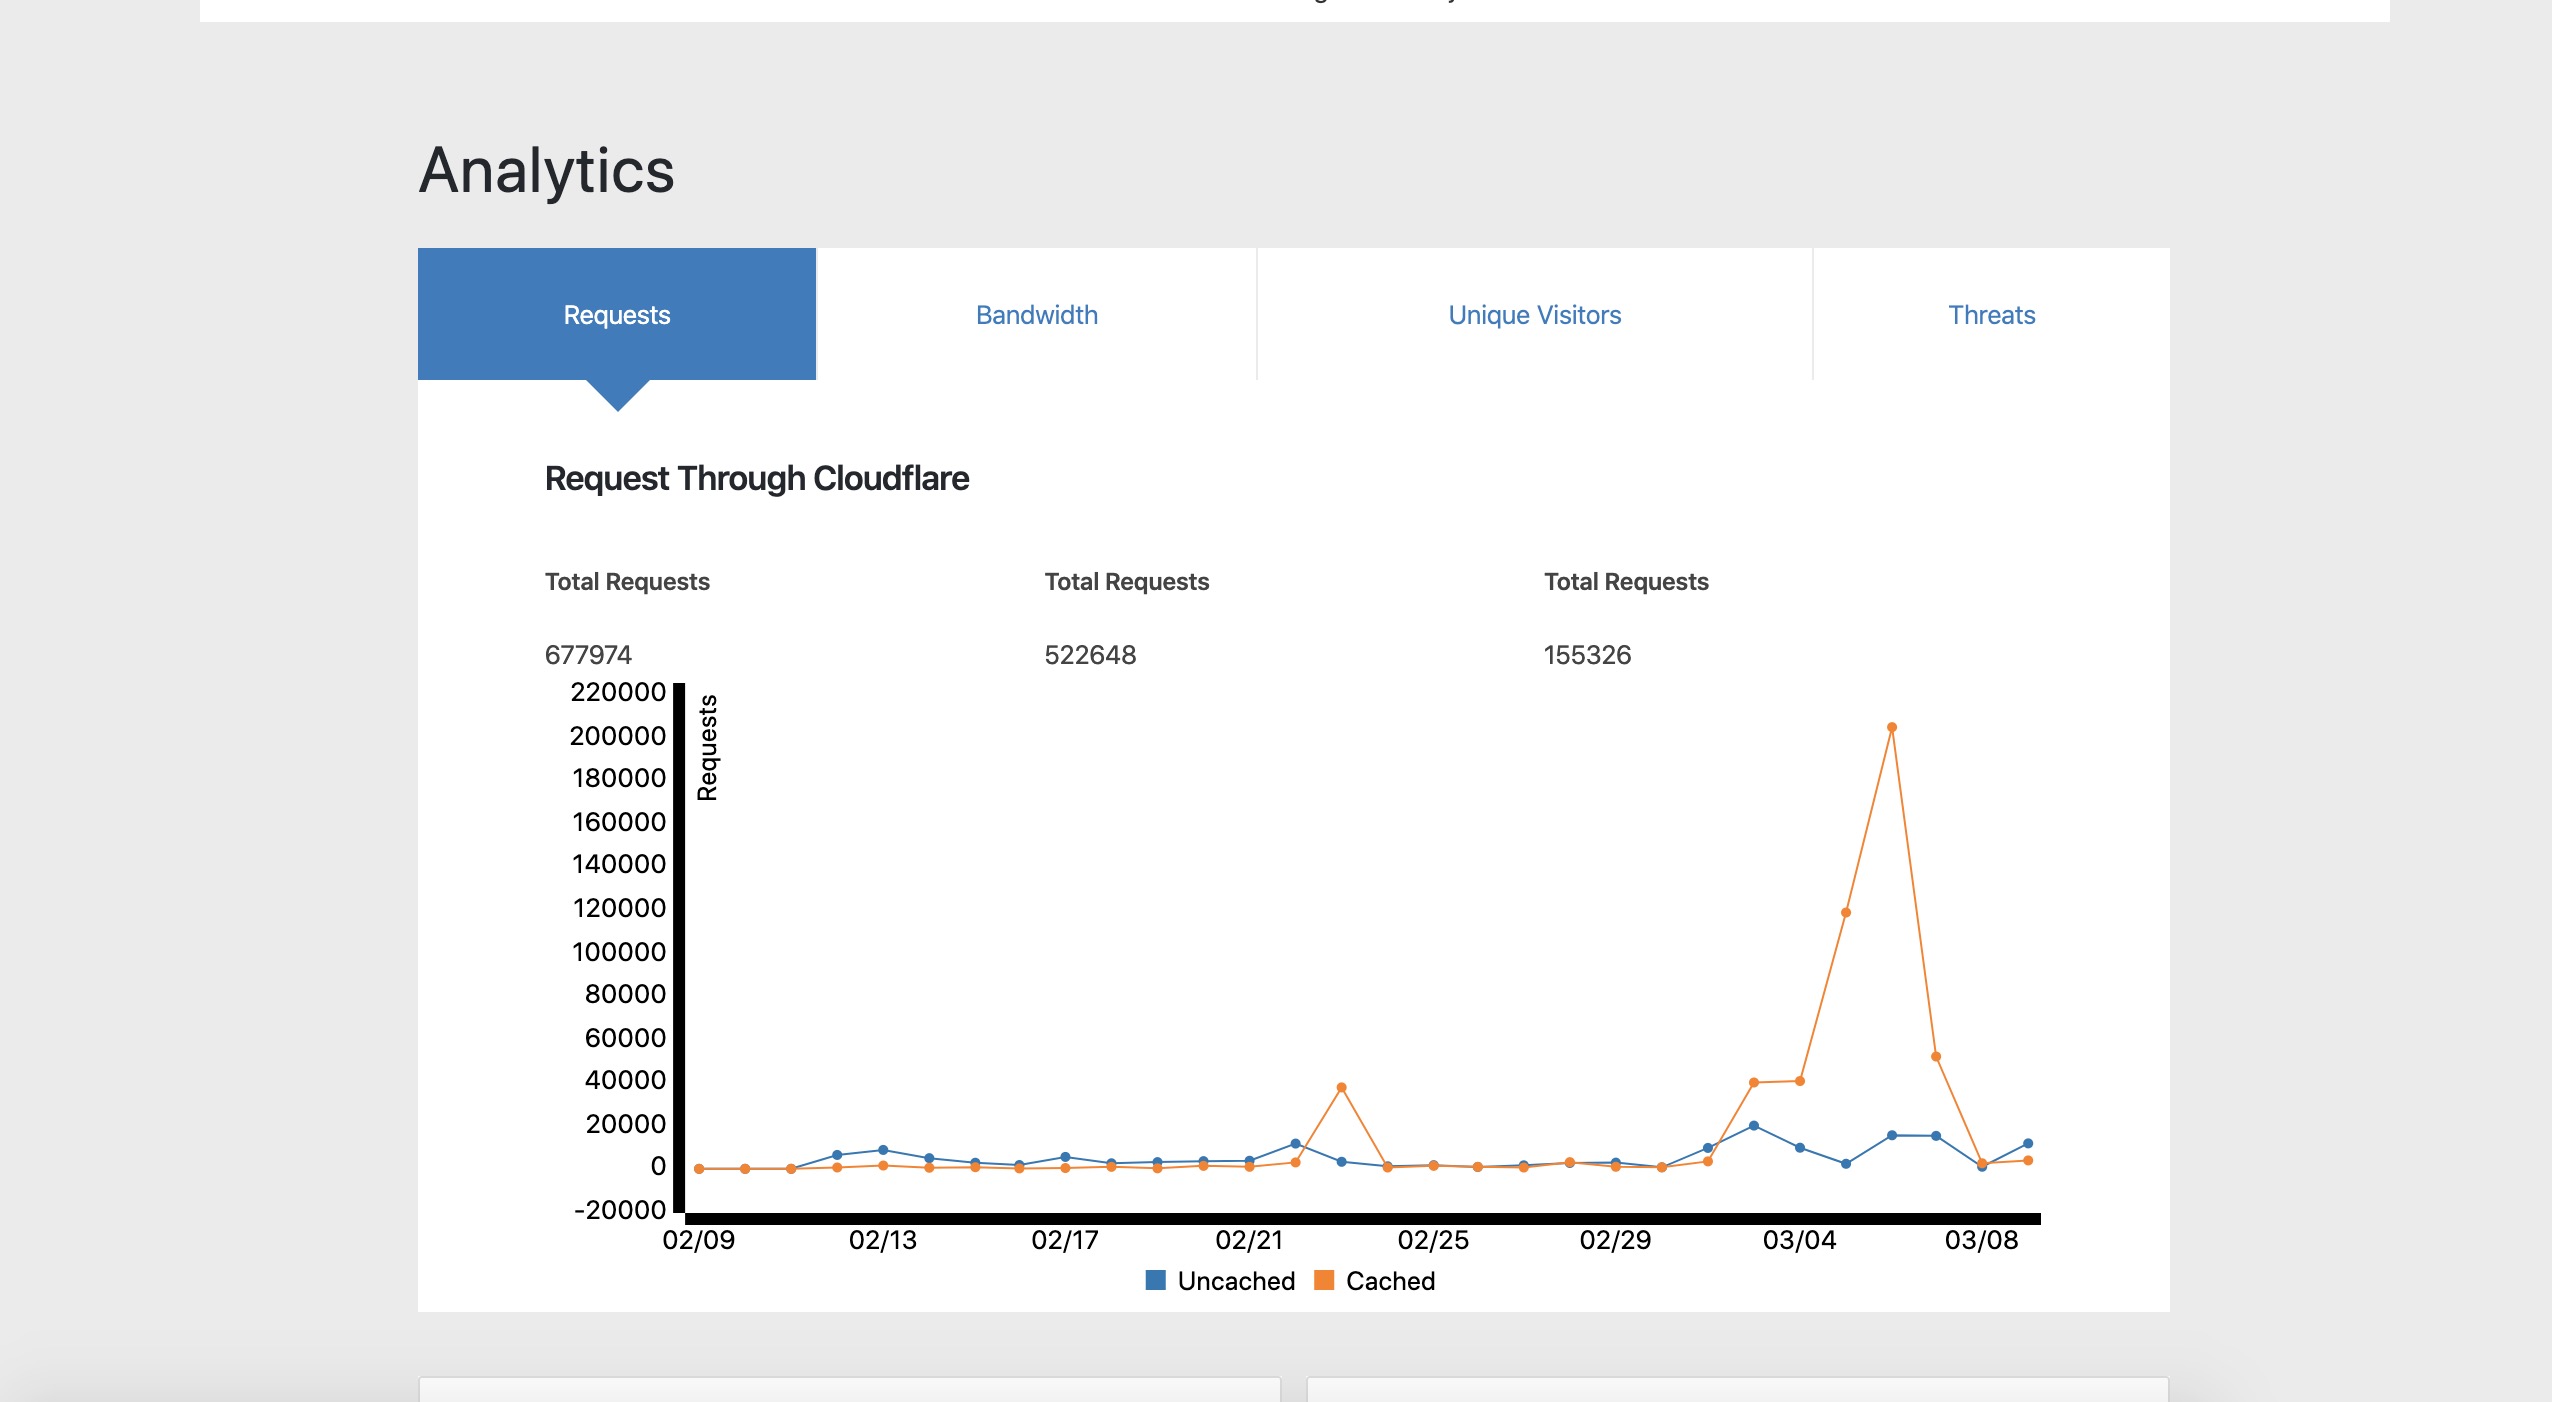 Analytics
Requests Bandwidth Unique Visitors Threats
Request Through Cloudflare
Total Requests Total Requests Total Requests
677974 522648 155326
220000
200000
180000
160000
140000
120000
100000
80000
60000
40000
20000
0
-20000
Requests
02/09 02/13 02/17 02/21 02/25 02/29 03/04 03/08
Uncached Cached